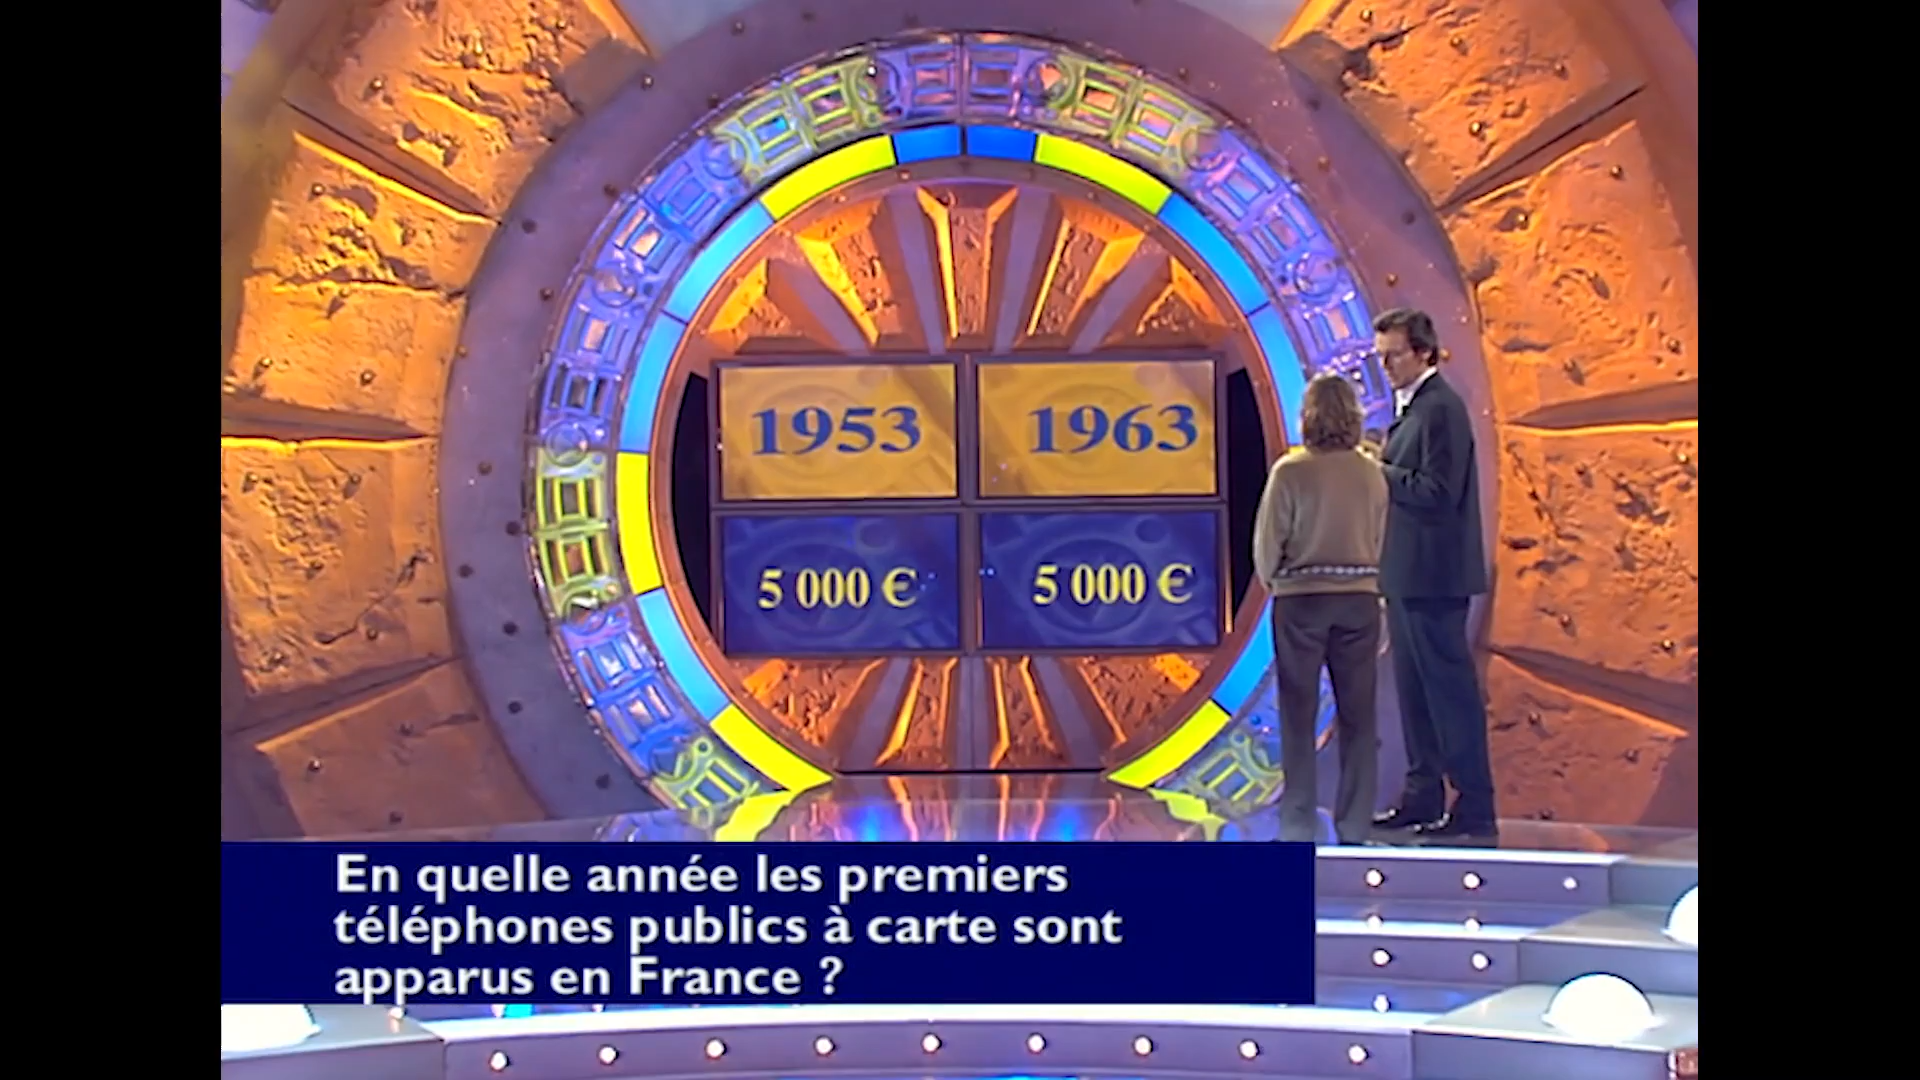 1953
1963
5 000 €
5 000 €
En quelle année les premiers
téléphones publics à carte sont
apparus en France ?